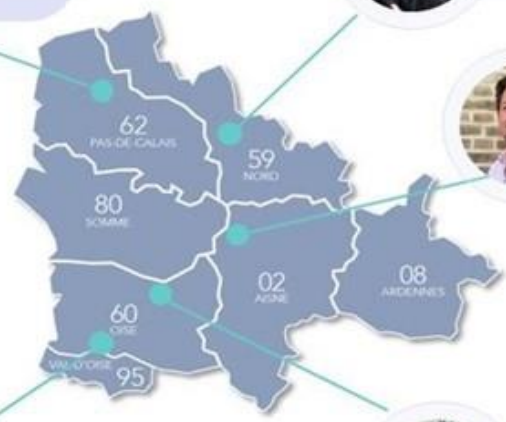 62
PAS-DE-CALAIS
59
NORD
80
SOMME
02
AISNE
08
ARDENNES
60
OISE
VAL-D'OISE
95